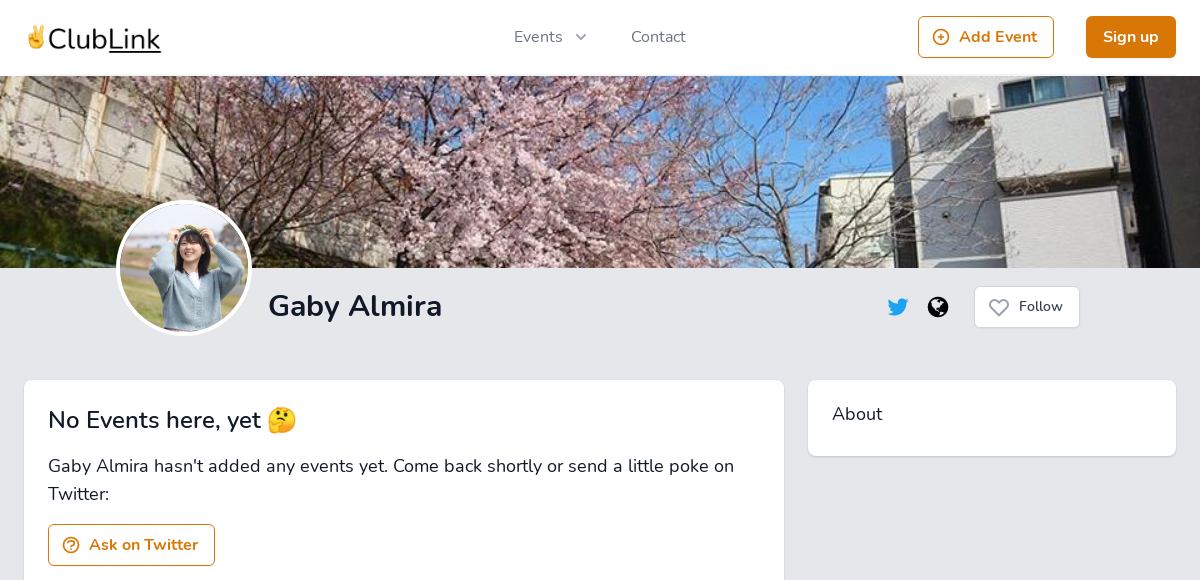 ✌️ClubLink
Events
Contact
Add Event
Sign up
Gaby Almira
Follow
No Events here, yet 🤔
Gaby Almira hasn't added any events yet. Come back shortly or send a little poke on
Twitter:
Ask on Twitter
About